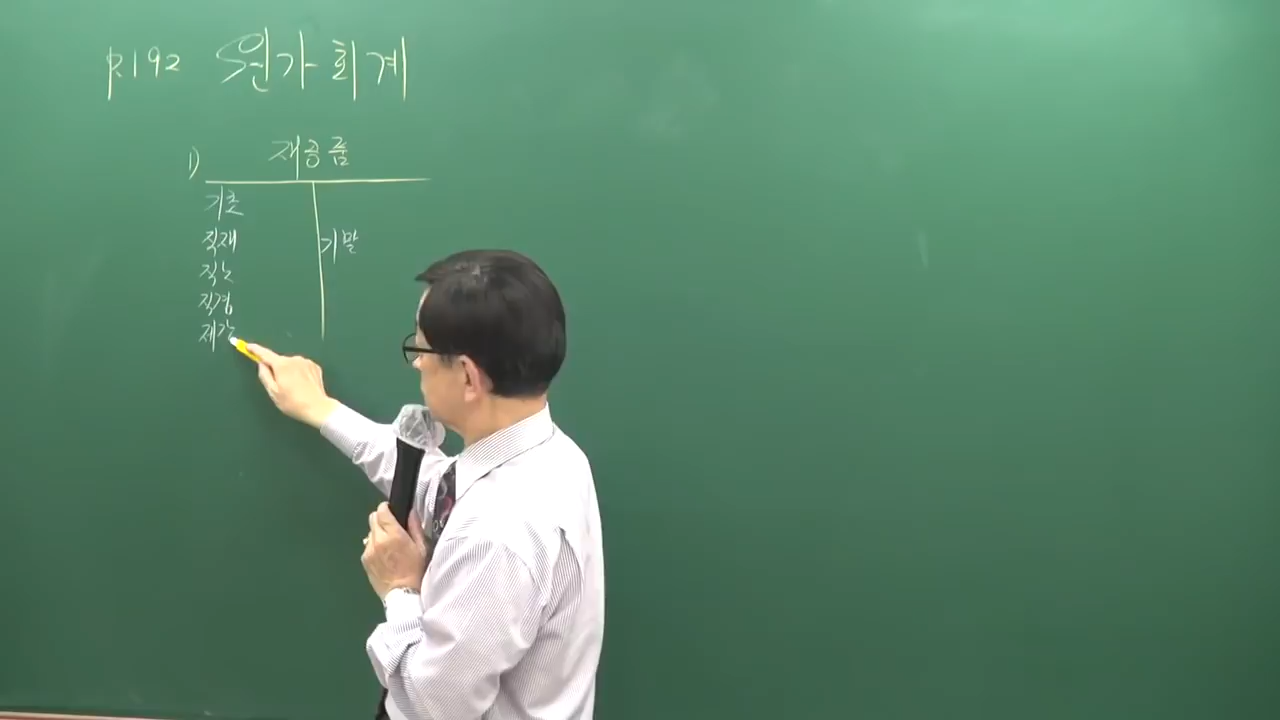 p.192 원가회계
1) 재공품
기초
직재 기말
직노
직경
제간